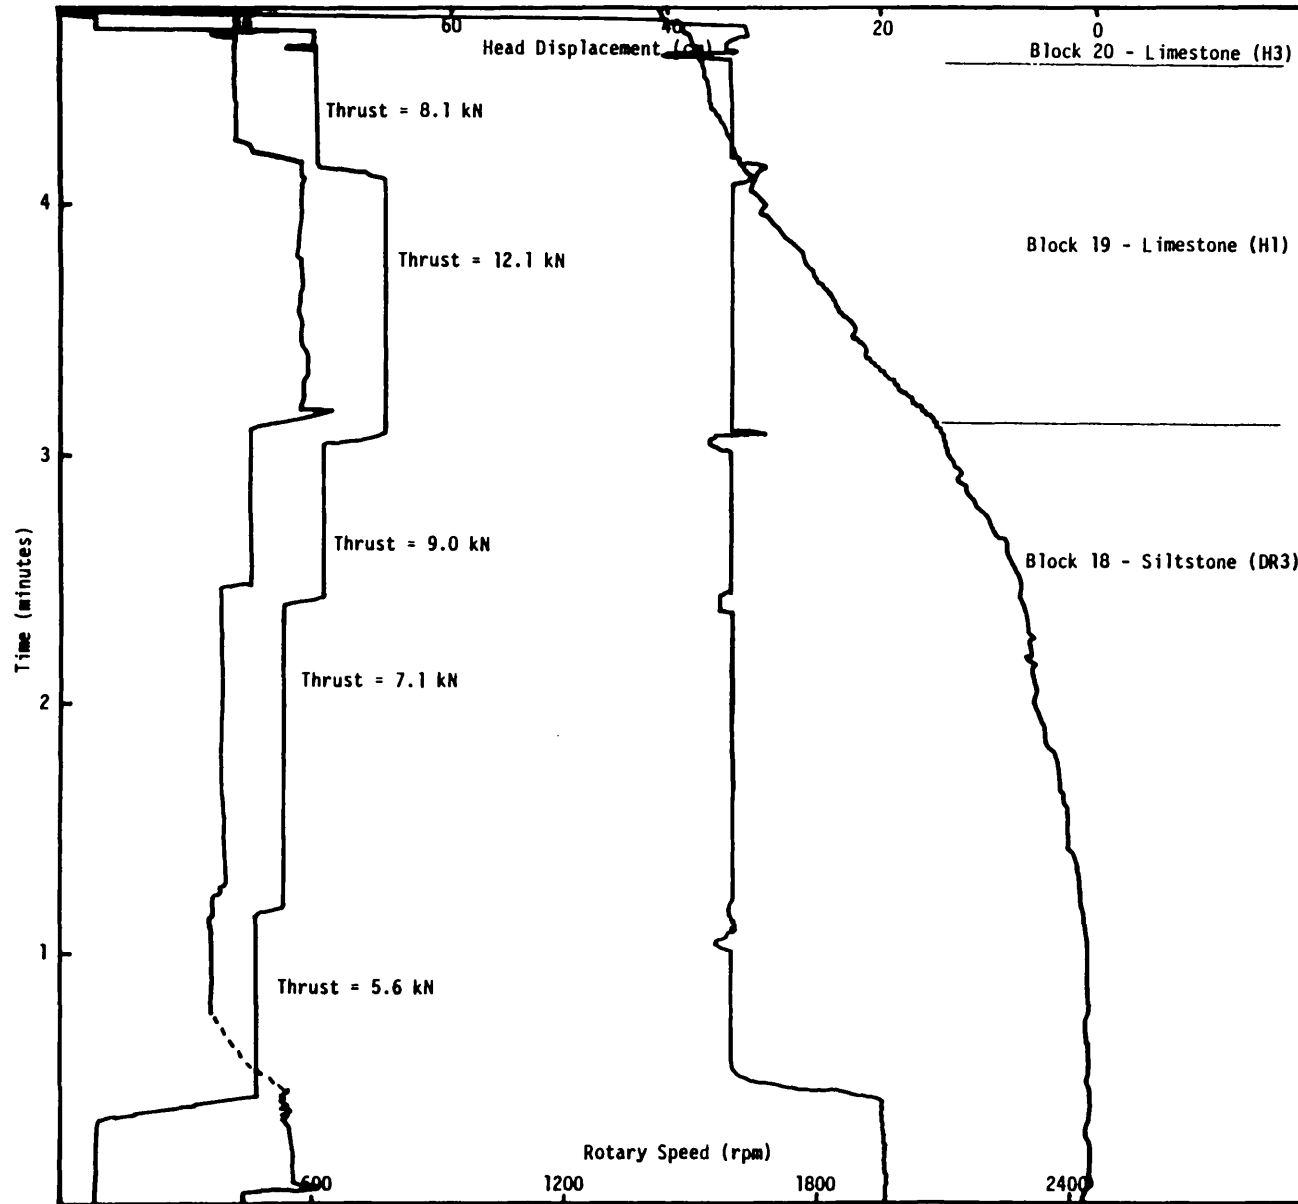 60 40 20 0
Head Displacement (cm)
Block 20 - Limestone (H3)
Thrust = 8.1 kN
4
Block 19 - Limestone (H1)
Thrust = 12.1 kN
3
Thrust = 9.0 kN
Block 18 - Siltstone (DR3)
Time (minutes)
Thrust = 7.1 kN
2
1
Thrust = 5.6 kN
Rotary Speed (rpm)
600 1200 1800 2400